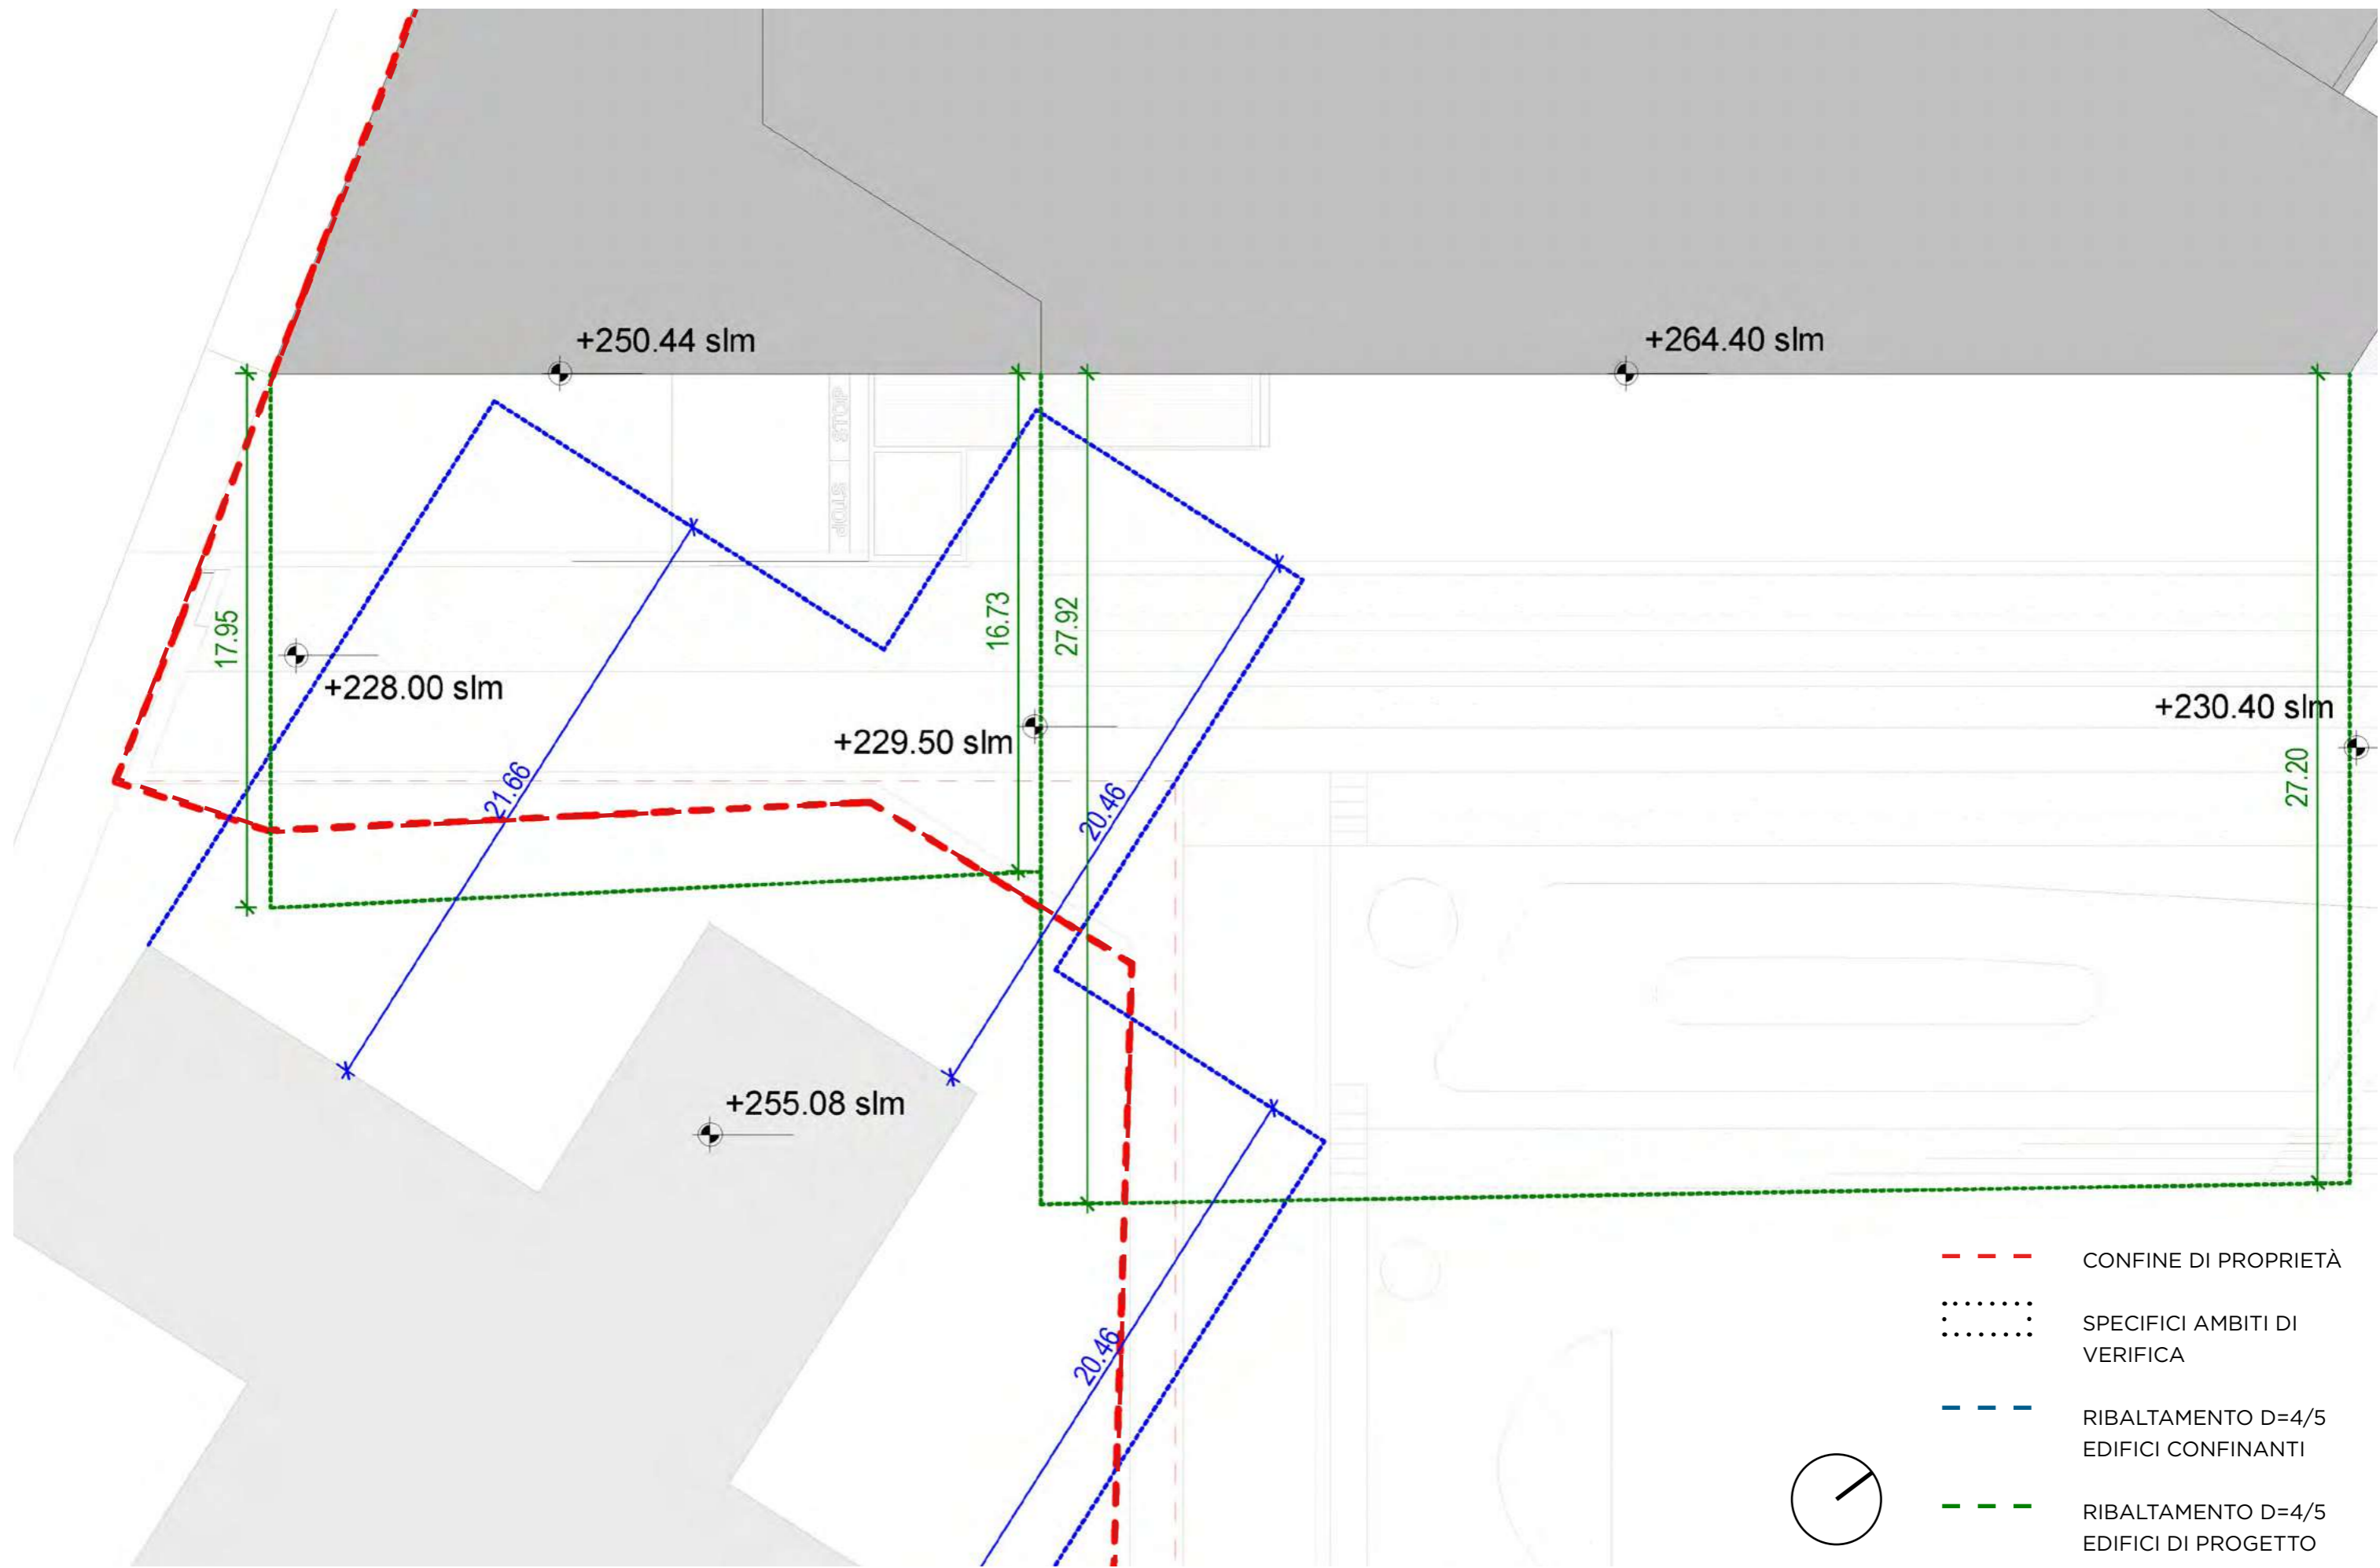 +250.44 slm
+264.40 slm
STOP
STOP
17.95
16.73
27.92
+228.00 slm
+229.50 slm
+230.40 slm
27.20
21.66
20.46
+255.08 slm
20.46
CONFINE DI PROPRIETÀ
SPECIFICI AMBITI DI
VERIFICA
RIBALTAMENTO D=4/5
EDIFICI CONFINANTI
RIBALTAMENTO D=4/5
EDIFICI DI PROGETTO